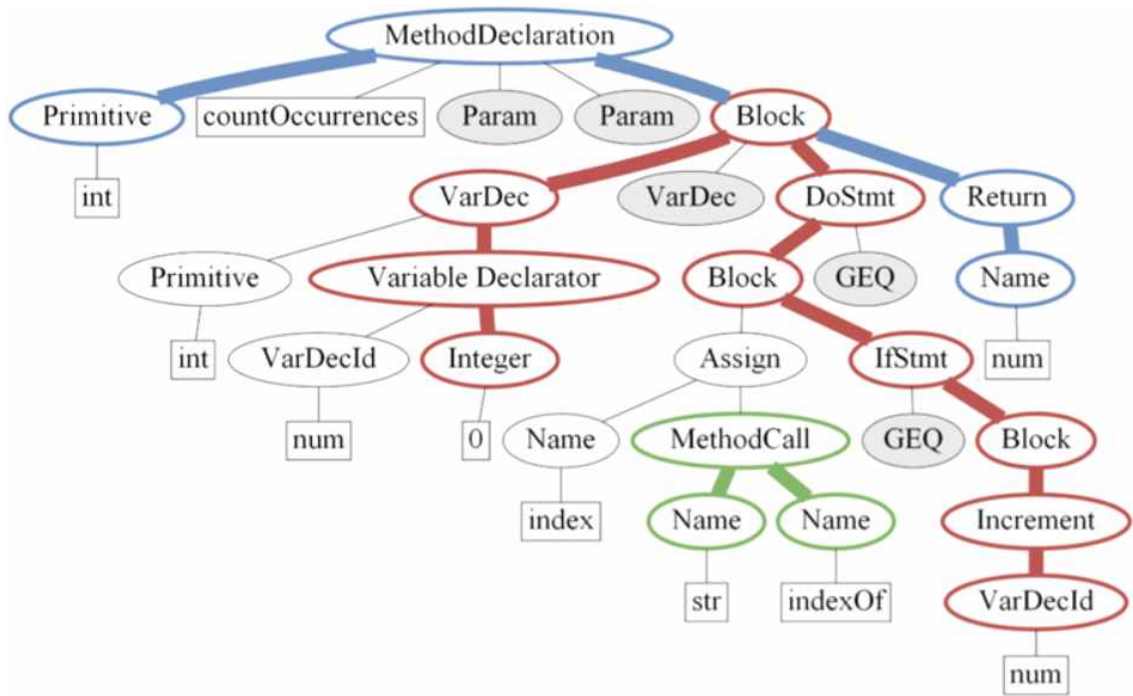 MethodDeclaration
Primitive countOccurrences Param Param Block
int VarDec VarDec DoStmt Return
Primitive Variable Declarator Block GEQ Name
int VarDecId Integer Assign IfStmt num
num 0 Name MethodCall GEQ Block
index Name Name Increment
str indexOf VarDecId
num